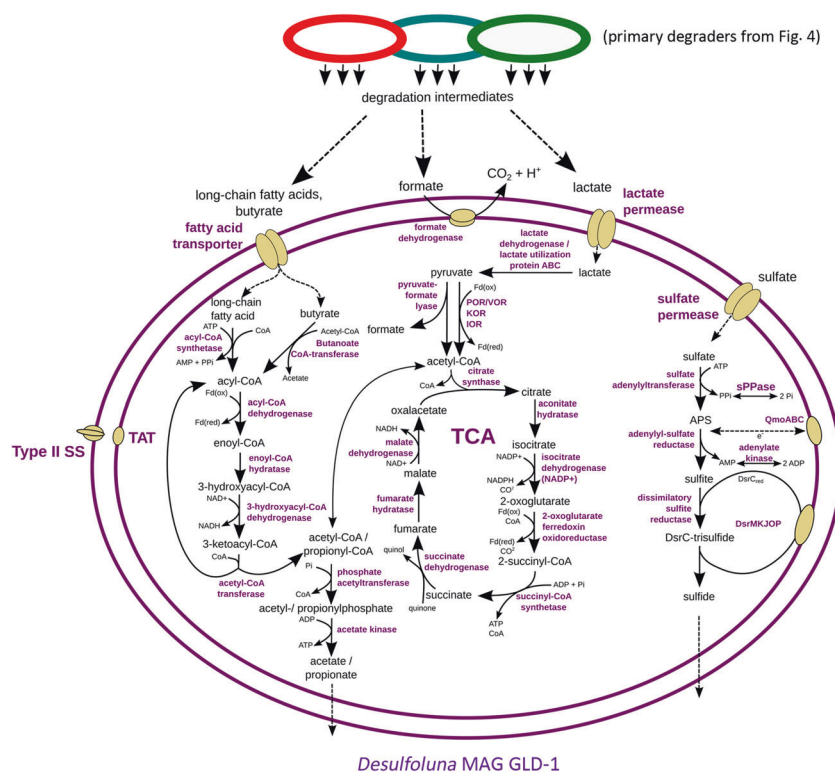 (primary degraders from Fig. 4)
degradation intermediates
long-chain fatty acids,
butyrate
fatty acid
transporter
formate
CO2 + H+
formate
dehydrogenase
lactate
lactate
permease
lactate
dehydrogenase /
lactate utilization
protein ABC
lactate
pyruvate
pyruvate-
formate
lyase
formate
Fd(ox)
POR/VOR
KOR
IOR
Fd(red)
acetyl-CoA
long-chain
fatty acid
ATP
CoA
acyl-CoA
synthetase
AMP + PPi
butyrate
Acetyl-CoA
Butanoate
CoA-transferase
Acetate
acyl-CoA
Fd(ox)
acyl-CoA
dehydrogenase
Fd(red)
enoyl-CoA
enoyl-CoA
hydratase
3-hydroxyacyl-CoA
NAD+
3-hydroxyacyl-CoA
dehydrogenase
NADH
3-ketoacyl-CoA
CoA
acetyl-CoA
transferase
Type II SS
TAT
acetyl-CoA /
propionyl-CoA
Pi
phosphate
acetyltransferase
CoA
acetyl-/ propionylphosphate
ADP
acetate kinase
ATP
acetate /
propionate
CoA
citrate
synthase
citrate
aconitate
hydratase
isocitrate
NADP+
isocitrate
dehydrogenase
(NADP+)
NADPH
CO2
2-oxoglutarate
Fd(ox)
CoA
2-oxoglutarate
ferredoxin
oxidoreductase
Fd(red)
CO2
2-succinyl-CoA
ADP + Pi
succinyl-CoA
synthetase
ATP
CoA
succinate
quinone
succinate
dehydrogenase
quinol
fumarate
fumarate
hydratase
malate
NADH
malate
dehydrogenase
NAD+
oxalacetate
TCA
sulfate
sulfate
permease
sulfate
sulfate
adenylyltransferase
ATP
PPi
sPPase
2 Pi
APS
QmoABC
e-
adenylyl-sulfate
reductase
AMP
adenylate
kinase
2 ADP
sulfite
DsrCred
dissimilatory
sulfite
reductase
DsrMKJOP
DsrC-trisulfide
sulfide
Desulfoluna MAG GLD-1